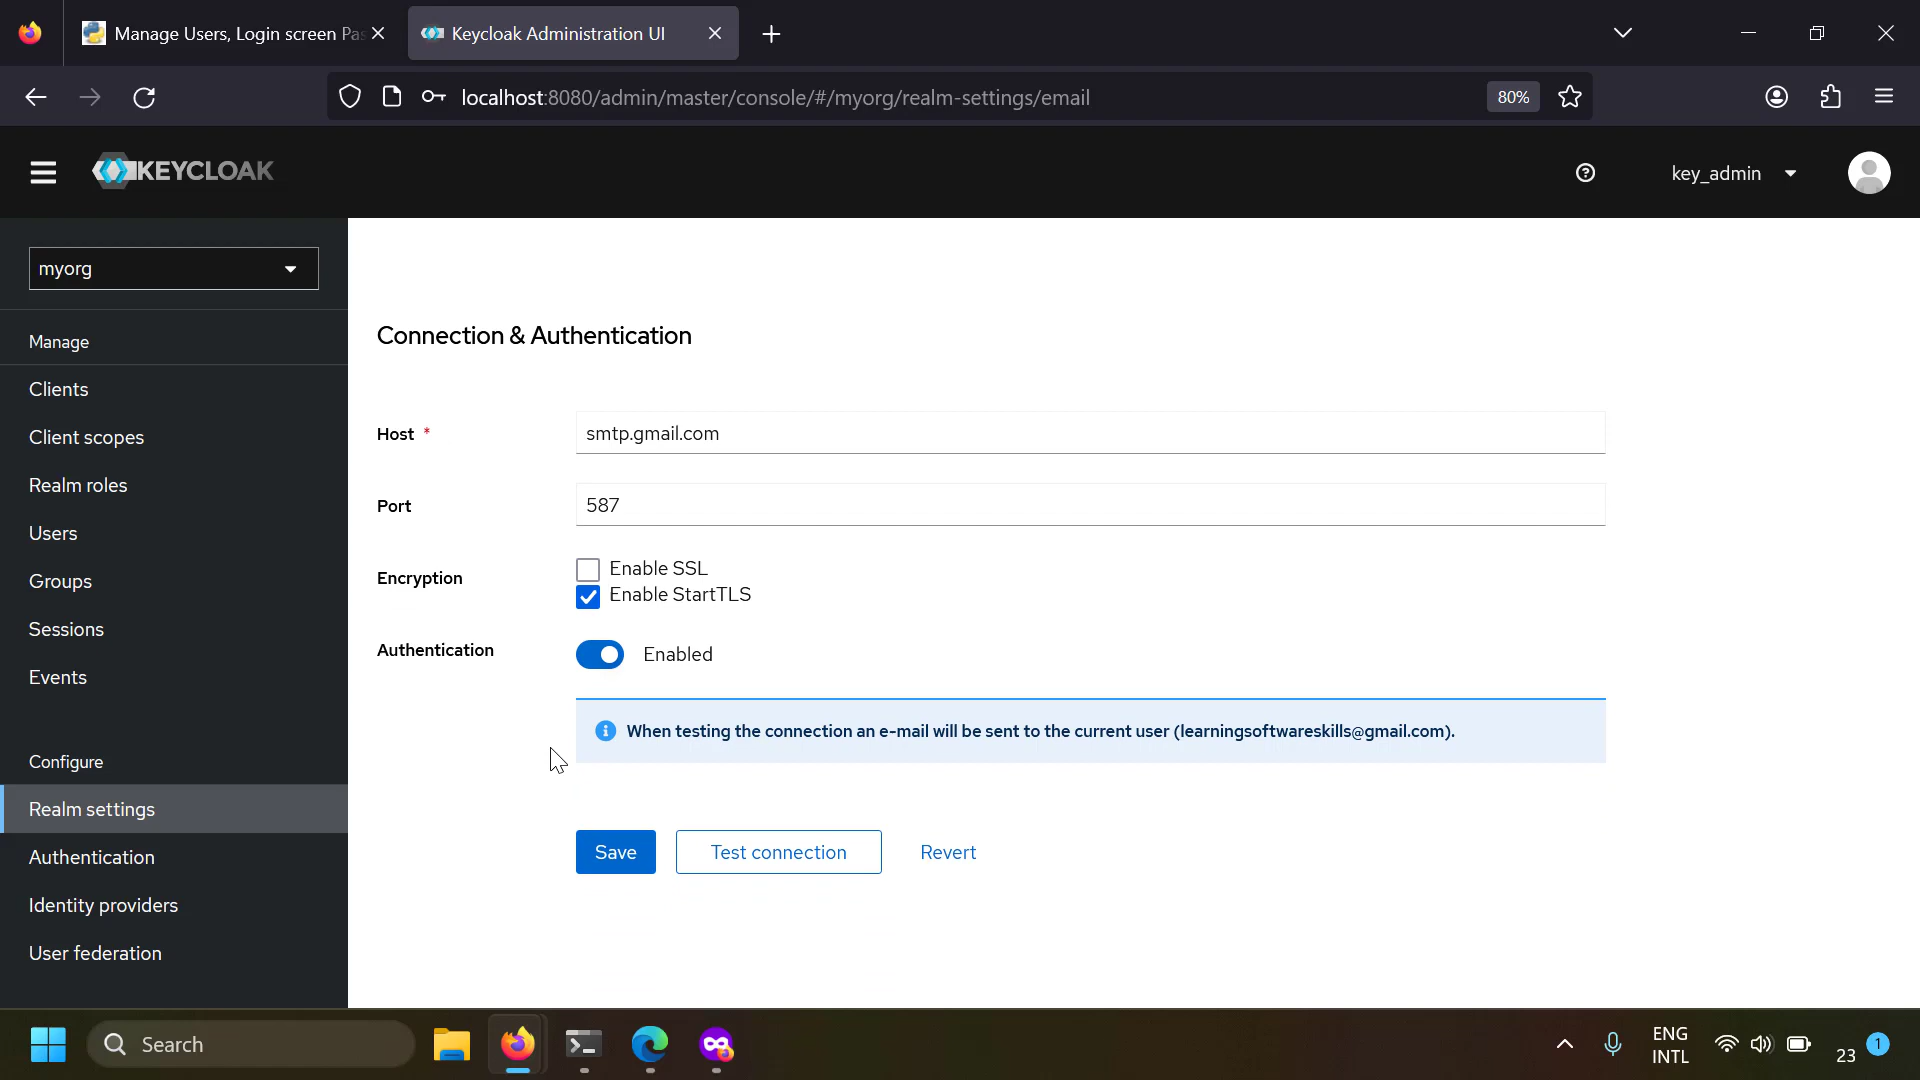 Manage Users, Login screen Pas
Keycloak Administration UI
localhost:8080/admin/master/console/#/myorg/realm-settings/email
80%
KEYCLOAK
key_admin
myorg
Manage
Clients
Client scopes
Realm roles
Users
Groups
Sessions
Events
Configure
Realm settings
Authentication
Identity providers
User federation
Connection & Authentication
Host *
smtp.gmail.com
Port
587
Encryption
Enable SSL
Enable StartTLS
Authentication
Enabled
When testing the connection an e-mail will be sent to the current user (learningsoftwareskills@gmail.com).
Save
Test connection
Revert
Search
ENG
INTL
23
1